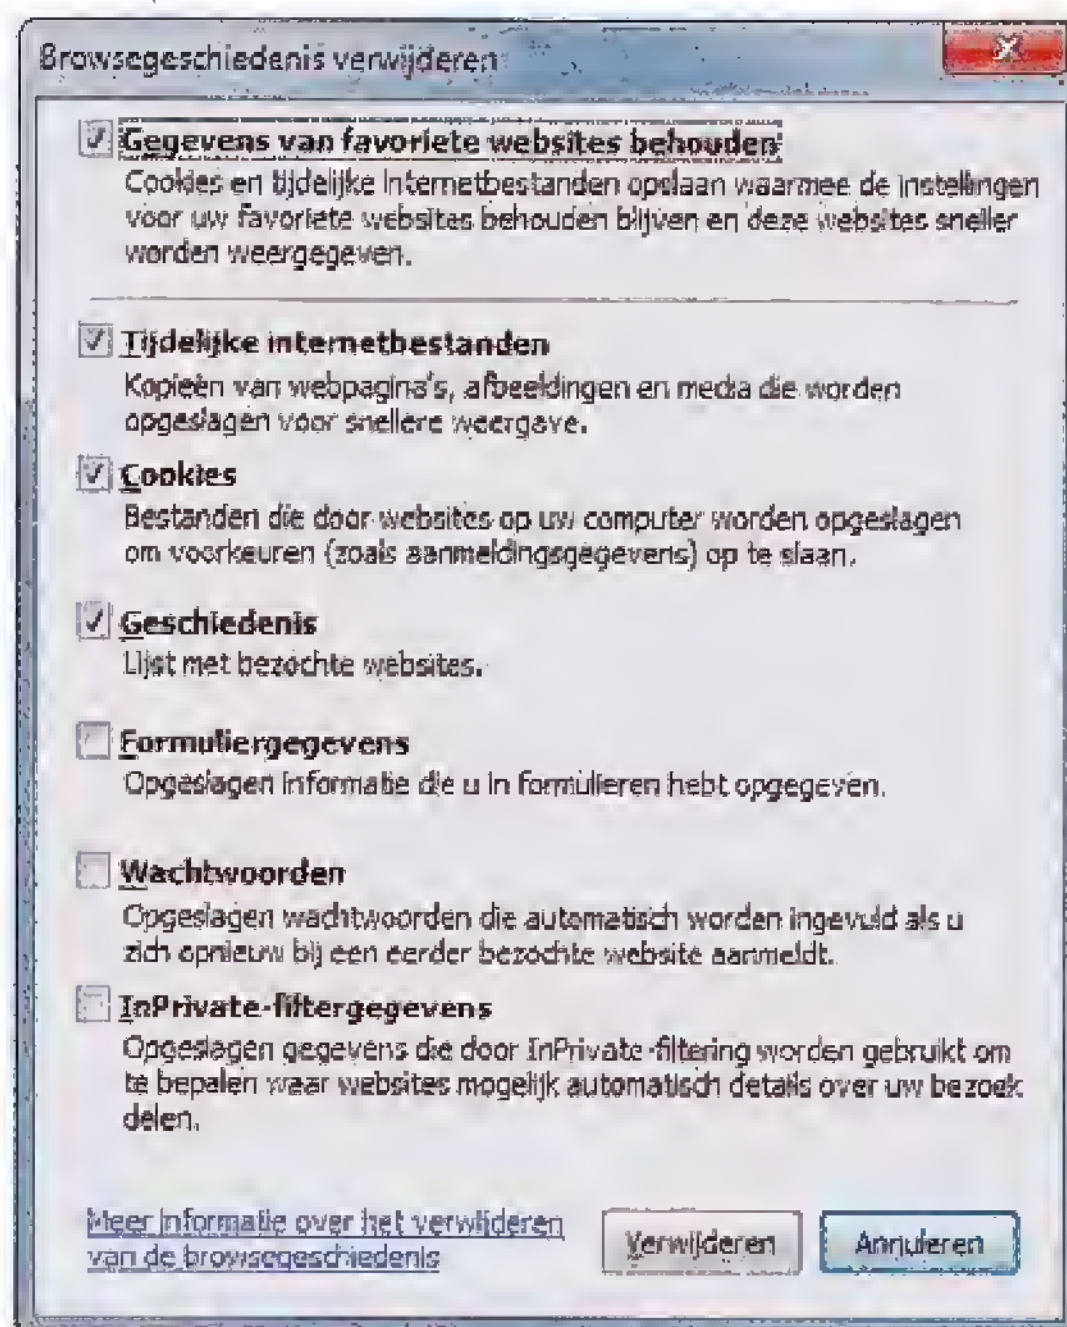 Browsegeschiedenis verwijderen
Gegevens van favoriete websites behouden
Cookies en tijdelijke internetbestanden opslaan waarmee de instellingen
voor uw favoriete websites behouden blijven en deze websites sneller
worden weergegeven.
Tijdelijke internetbestanden
Kopieën van webpagina's, afbeeldingen en media die worden
opgeslagen voor snellere weergave.
Cookies
Bestanden die door websites op uw computer worden opgeslagen
om voorkeuren (zoals aanmeldingsgegevens) op te slaan.
Geschiedenis
Lijst met bezochte websites.
Formuliergegevens
Opgeslagen informatie die u in formulieren hebt opgegeven.
Wachtwoorden
Opgeslagen wachtwoorden die automatisch worden ingevuld als u
zich opnieuw bij een eerder bezochte website aanmeldt.
InPrivate-filtergegevens
Opgeslagen gegevens die door InPrivate-filtering worden gebruikt om
te bepalen waar websites mogelijk automatisch details over uw bezoek
delen.
Meer informatie over het verwijderen
van de browsegeschiedenis
Verwijderen
Annuleren